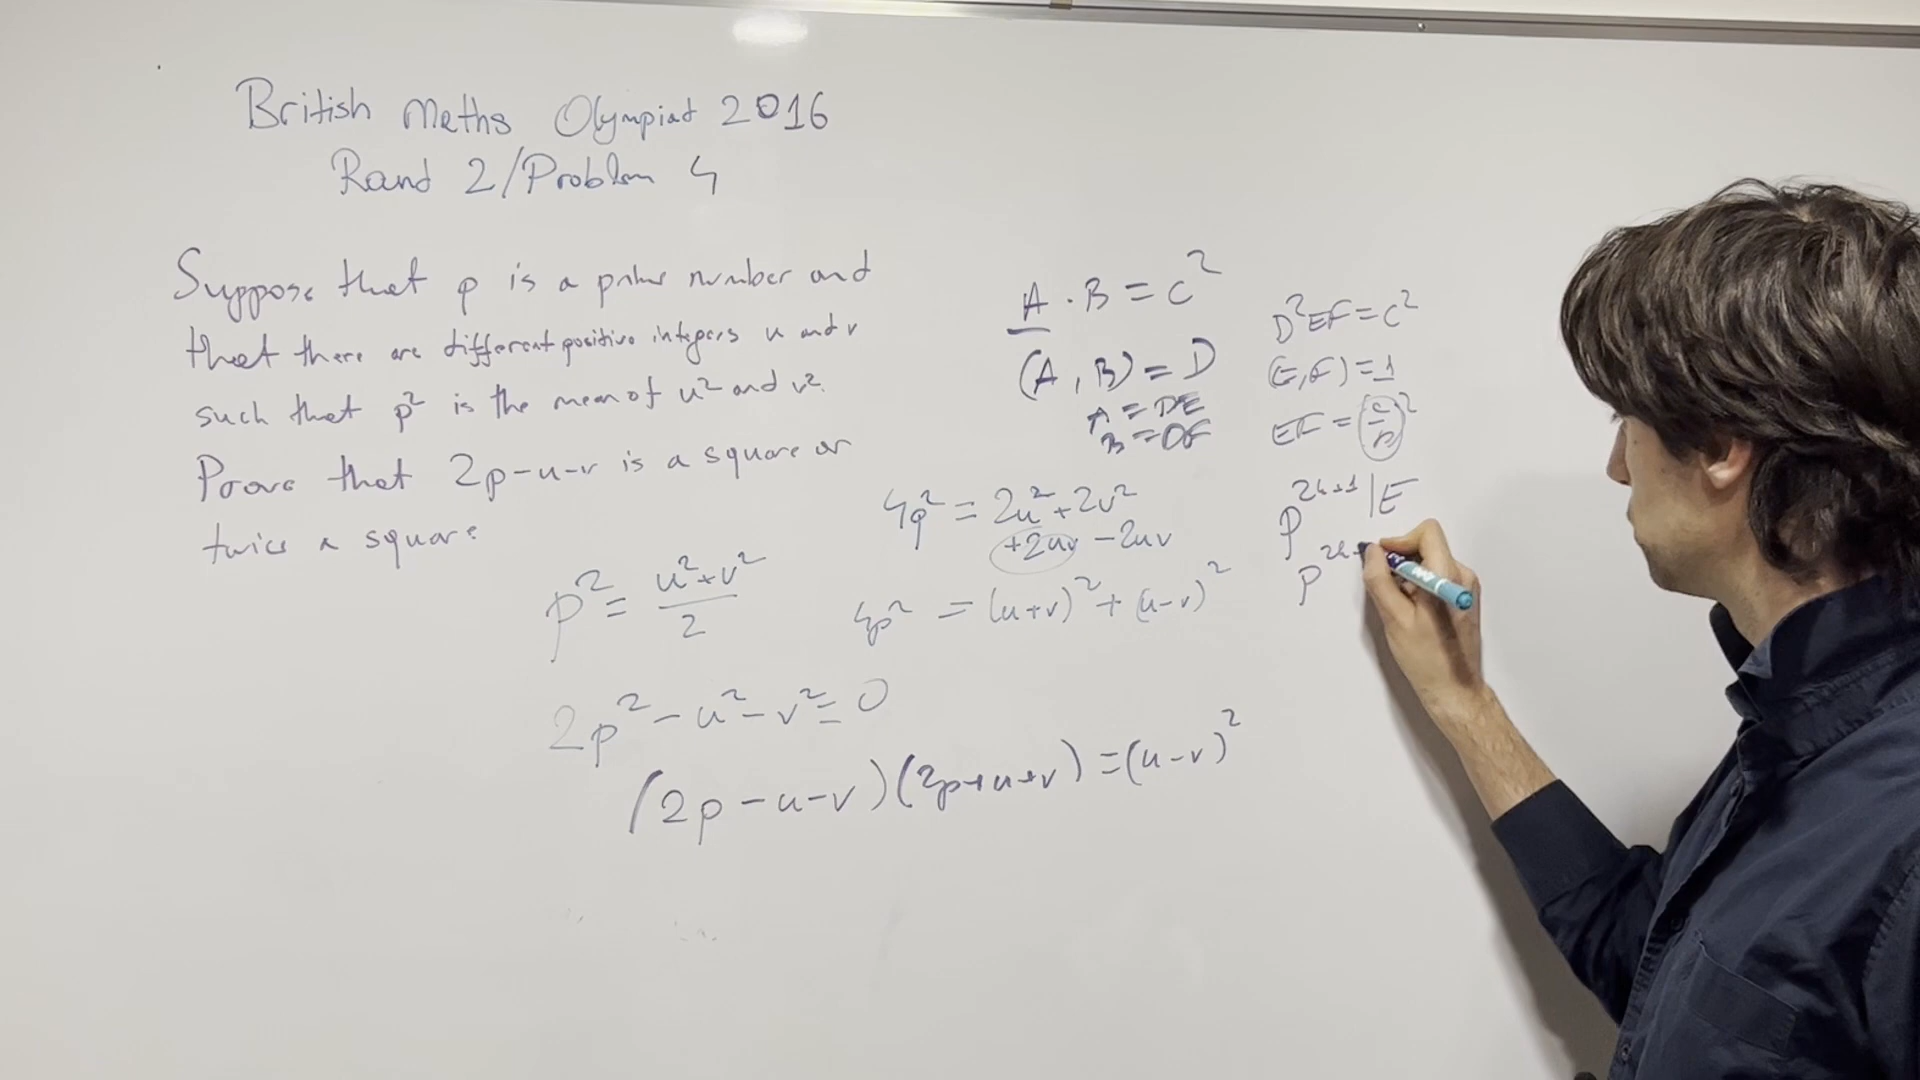 British Maths Olympiad 2016
Round 2/Problem 4
Suppose that p is a prime number and
that there are different positive integers u and v
such that p² is the mean of u² and v².
Prove that 2p-u-v is a square or
twice a square
p² = u²+v² / 2
2p² - u² - v² = 0
(2p-u-v)(2p+u+v) = (u-v)²
4p² = 2u²+2v²
+2uv -2uv
4p² = (u+v)² + (u-v)²
A · B = c²
(A, B) = D
A = DE
B = DF
D²EF = c²
(E,F) = 1
EF = (c/D)²
p²ᵏ⁺¹ | E
p²ᵏ⁺